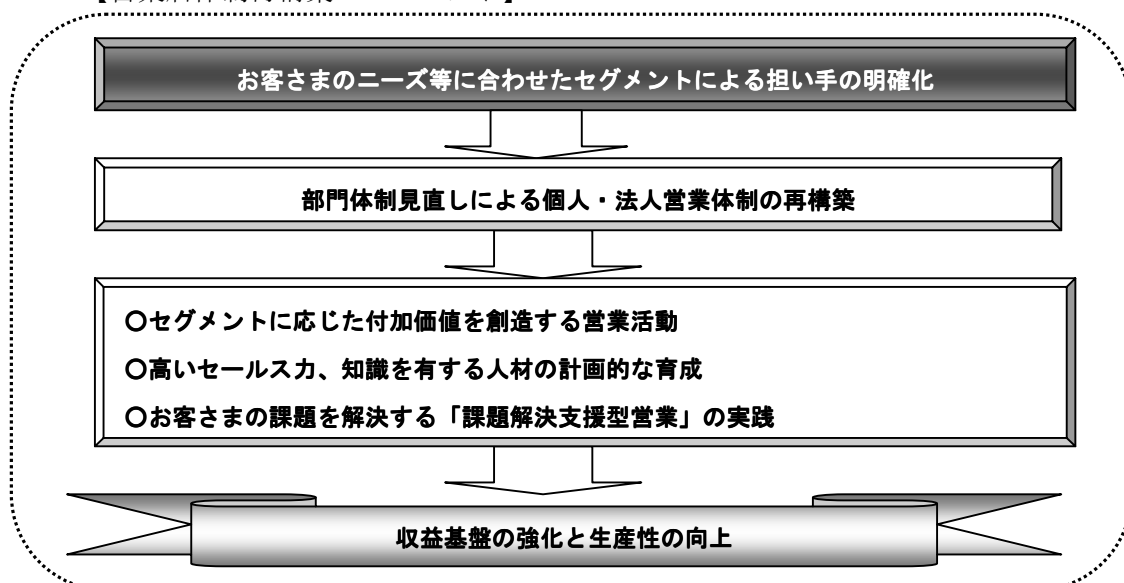 お客さまのニーズ等に合わせたセグメントによる担い手の明確化
部門体制見直しによる個人・法人営業体制の再構築
〇セグメントに応じた付加価値を創造する営業活動
〇高いセールス力、知識を有する人材の計画的な育成
〇お客さまの課題を解決する「課題解決支援型営業」の実践
収益基盤の強化と生産性の向上